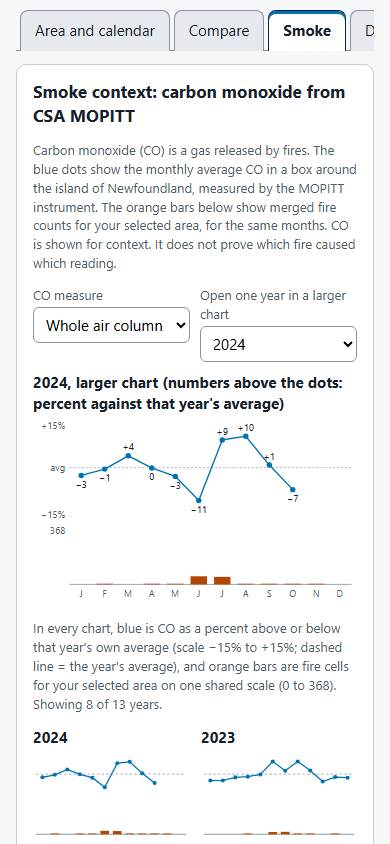 Area and calendar
Compare
Smoke
D
Smoke context: carbon monoxide from
CSA MOPITT
Carbon monoxide (CO) is a gas released by fires. The
blue dots show the monthly average CO in a box around
the island of Newfoundland, measured by the MOPITT
instrument. The orange bars below show merged fire
counts for your selected area, for the same months. CO
is shown for context. It does not prove which fire caused
which reading.
CO measure
Whole air column
Open one year in a larger
chart
2024
2024, larger chart (numbers above the dots:
percent against that year's average)
+15%
avg
−15%
368
−3
−1
+4
0
−3
−11
+9
+10
+1
−7
J F M A M J J A S O N D
In every chart, blue is CO as a percent above or below
that year's own average (scale −15% to +15%; dashed
line = the year's average), and orange bars are fire cells
for your selected area on one shared scale (0 to 368).
Showing 8 of 13 years.
2024
2023